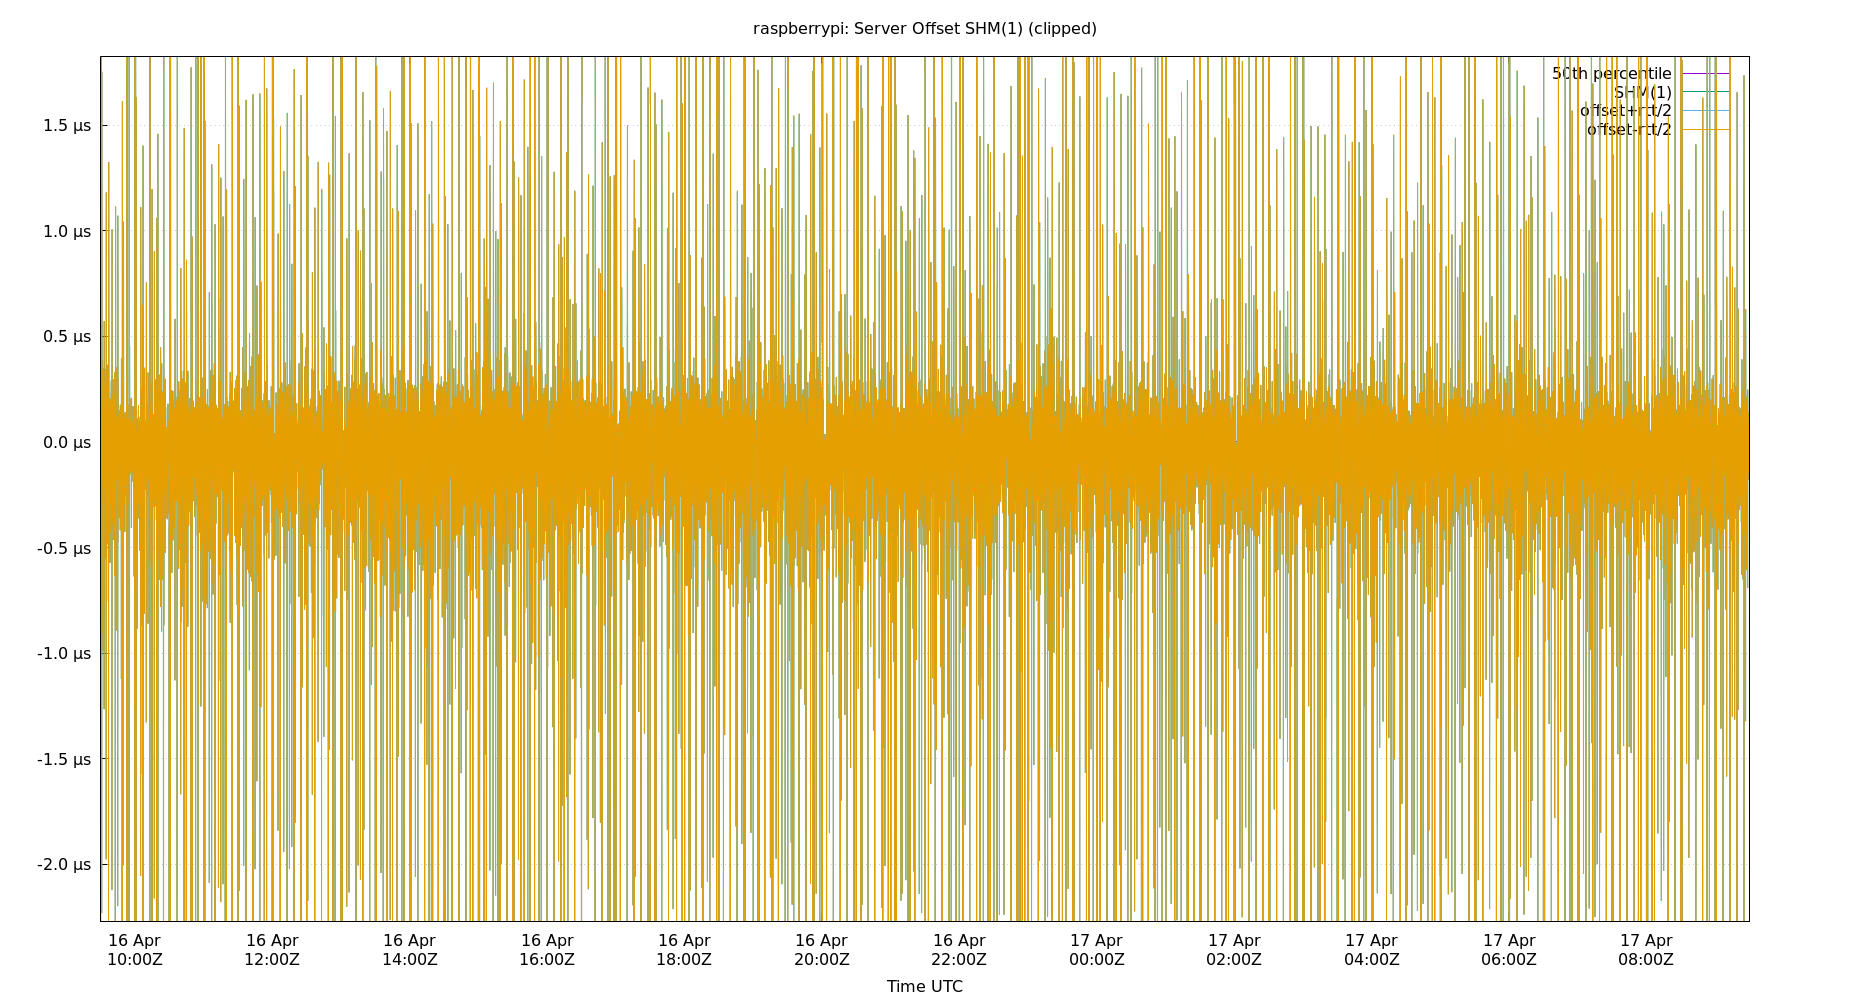 raspberrypi: Server Offset SHM(1) (clipped)
50th percentile
SHM(1)
offset+rtt/2
offset-rtt/2
1.5 µs
1.0 µs
0.5 µs
0.0 µs
-0.5 µs
-1.0 µs
-1.5 µs
-2.0 µs
16 Apr 16 Apr 16 Apr 16 Apr 16 Apr 16 Apr 16 Apr 17 Apr 17 Apr 17 Apr 17 Apr 17 Apr
10:00Z 12:00Z 14:00Z 16:00Z 18:00Z 20:00Z 22:00Z 00:00Z 02:00Z 04:00Z 06:00Z 08:00Z
Time UTC